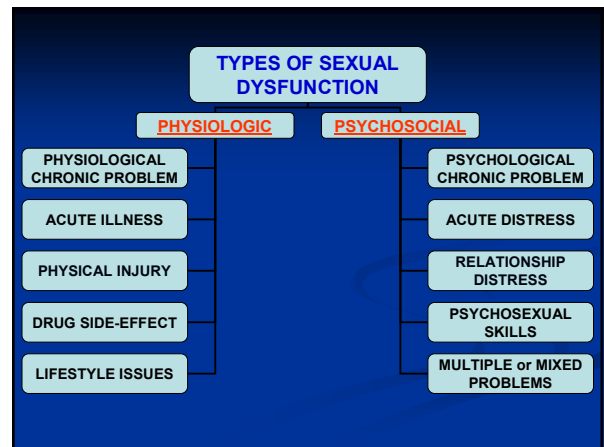 TYPES OF SEXUAL
DYSFUNCTION
PHYSIOLOGIC
PHYSIOLOGICAL
CHRONIC PROBLEM
ACUTE ILLNESS
PHYSICAL INJURY
DRUG SIDE-EFFECT
LIFESTYLE ISSUES
PSYCHOSOCIAL
PSYCHOLOGICAL
CHRONIC PROBLEM
ACUTE DISTRESS
RELATIONSHIP
DISTRESS
PSYCHOSEXUAL
SKILLS
MULTIPLE or MIXED
PROBLEMS